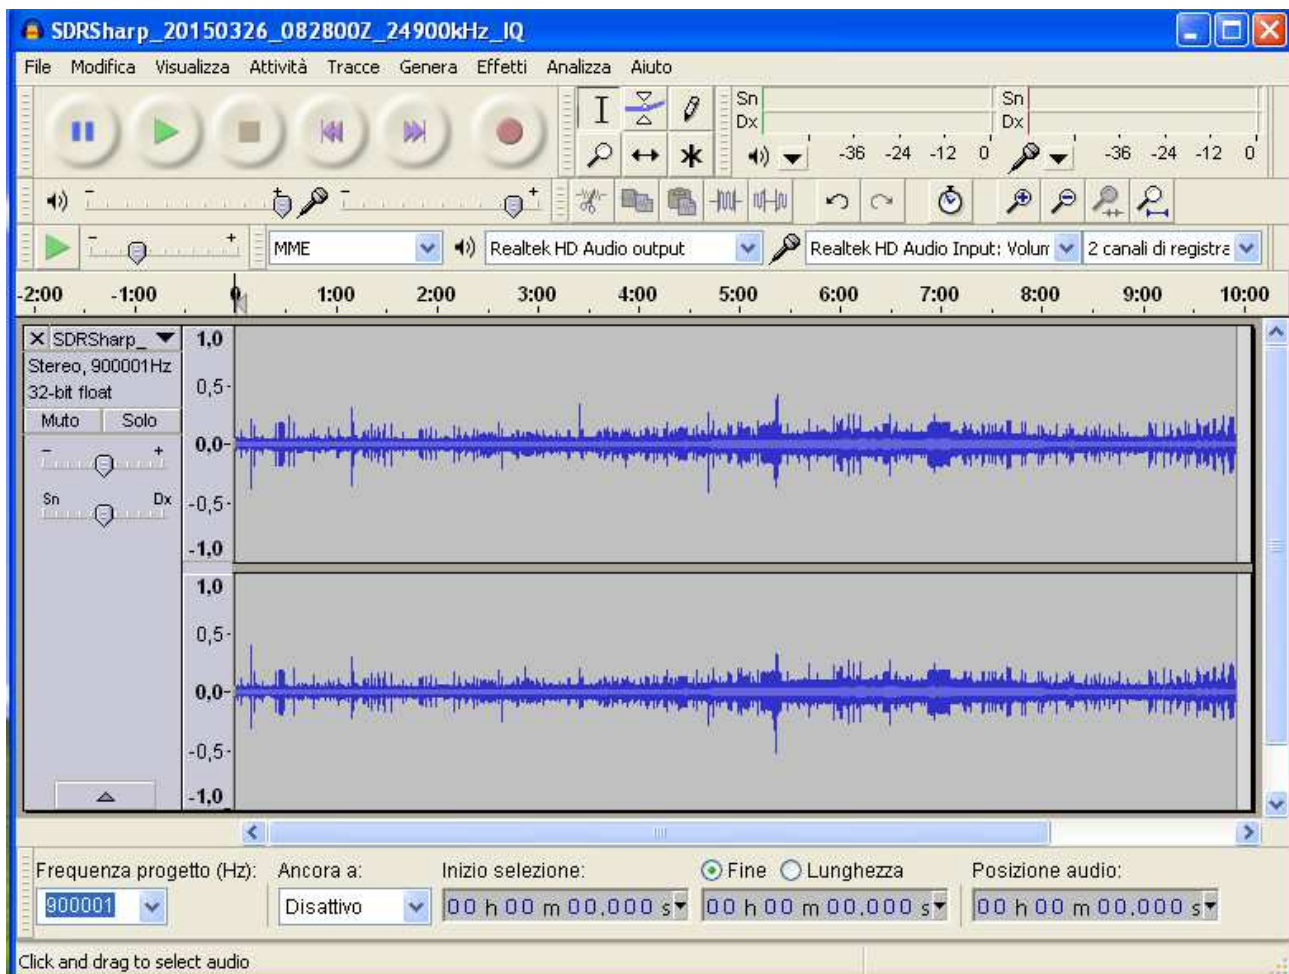 SDRSharp_20150326_082800Z_24900kHz_IQ
File Modifica Visualizza Attività Tracce Genera Effetti Analizza Aiuto
Sn
Dx
-36 -24 -12 0
Sn
Dx
-36 -24 -12 0
- +
- +
- +
MME
Realtek HD Audio output
Realtek HD Audio Input: Volum
2 canali di registra
-2:00 -1:00 0 1:00 2:00 3:00 4:00 5:00 6:00 7:00 8:00 9:00 10:00
X SDRSharp_
Stereo, 900001Hz
32-bit float
Muto Solo
- +
Sn Dx
1,0
0,5-
0,0-
-0,5-
-1,0
1,0
0,5-
0,0-
-0,5-
-1,0
Frequenza progetto (Hz): Ancora a: Inizio selezione: Fine Lunghezza Posizione audio:
900001 Disattivo 00 h 00 m 00.000 s 00 h 00 m 00.000 s 00 h 00 m 00.000 s
Click and drag to select audio